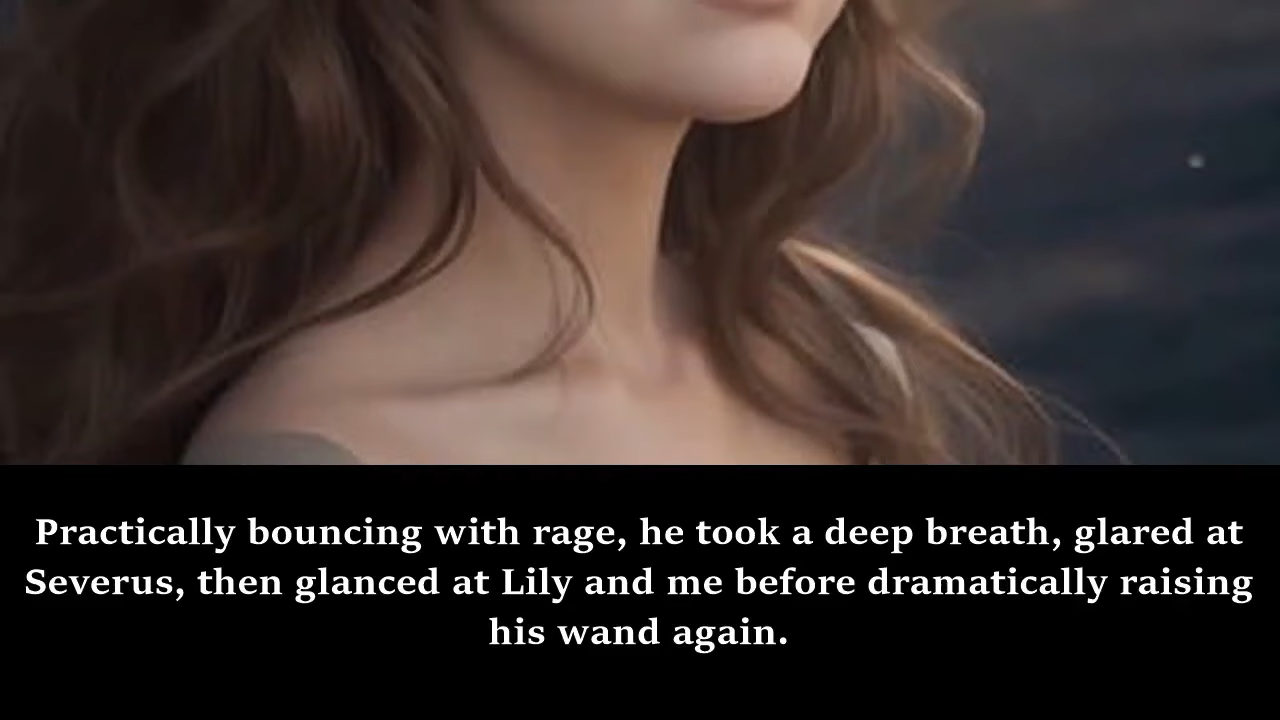 Practically bouncing with rage, he took a deep breath, glared at
Severus, then glanced at Lily and me before dramatically raising
his wand again.